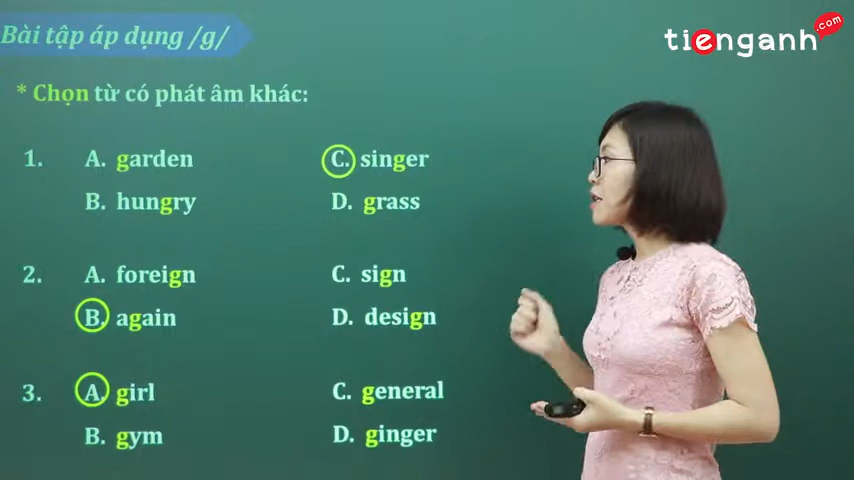 Bài tập áp dụng /g/
tienganh.com
* Chọn từ có phát âm khác:
1. A. garden C. singer
B. hungry D. grass
2. A. foreign C. sign
B. again D. design
3. A. girl C. general
B. gym D. ginger